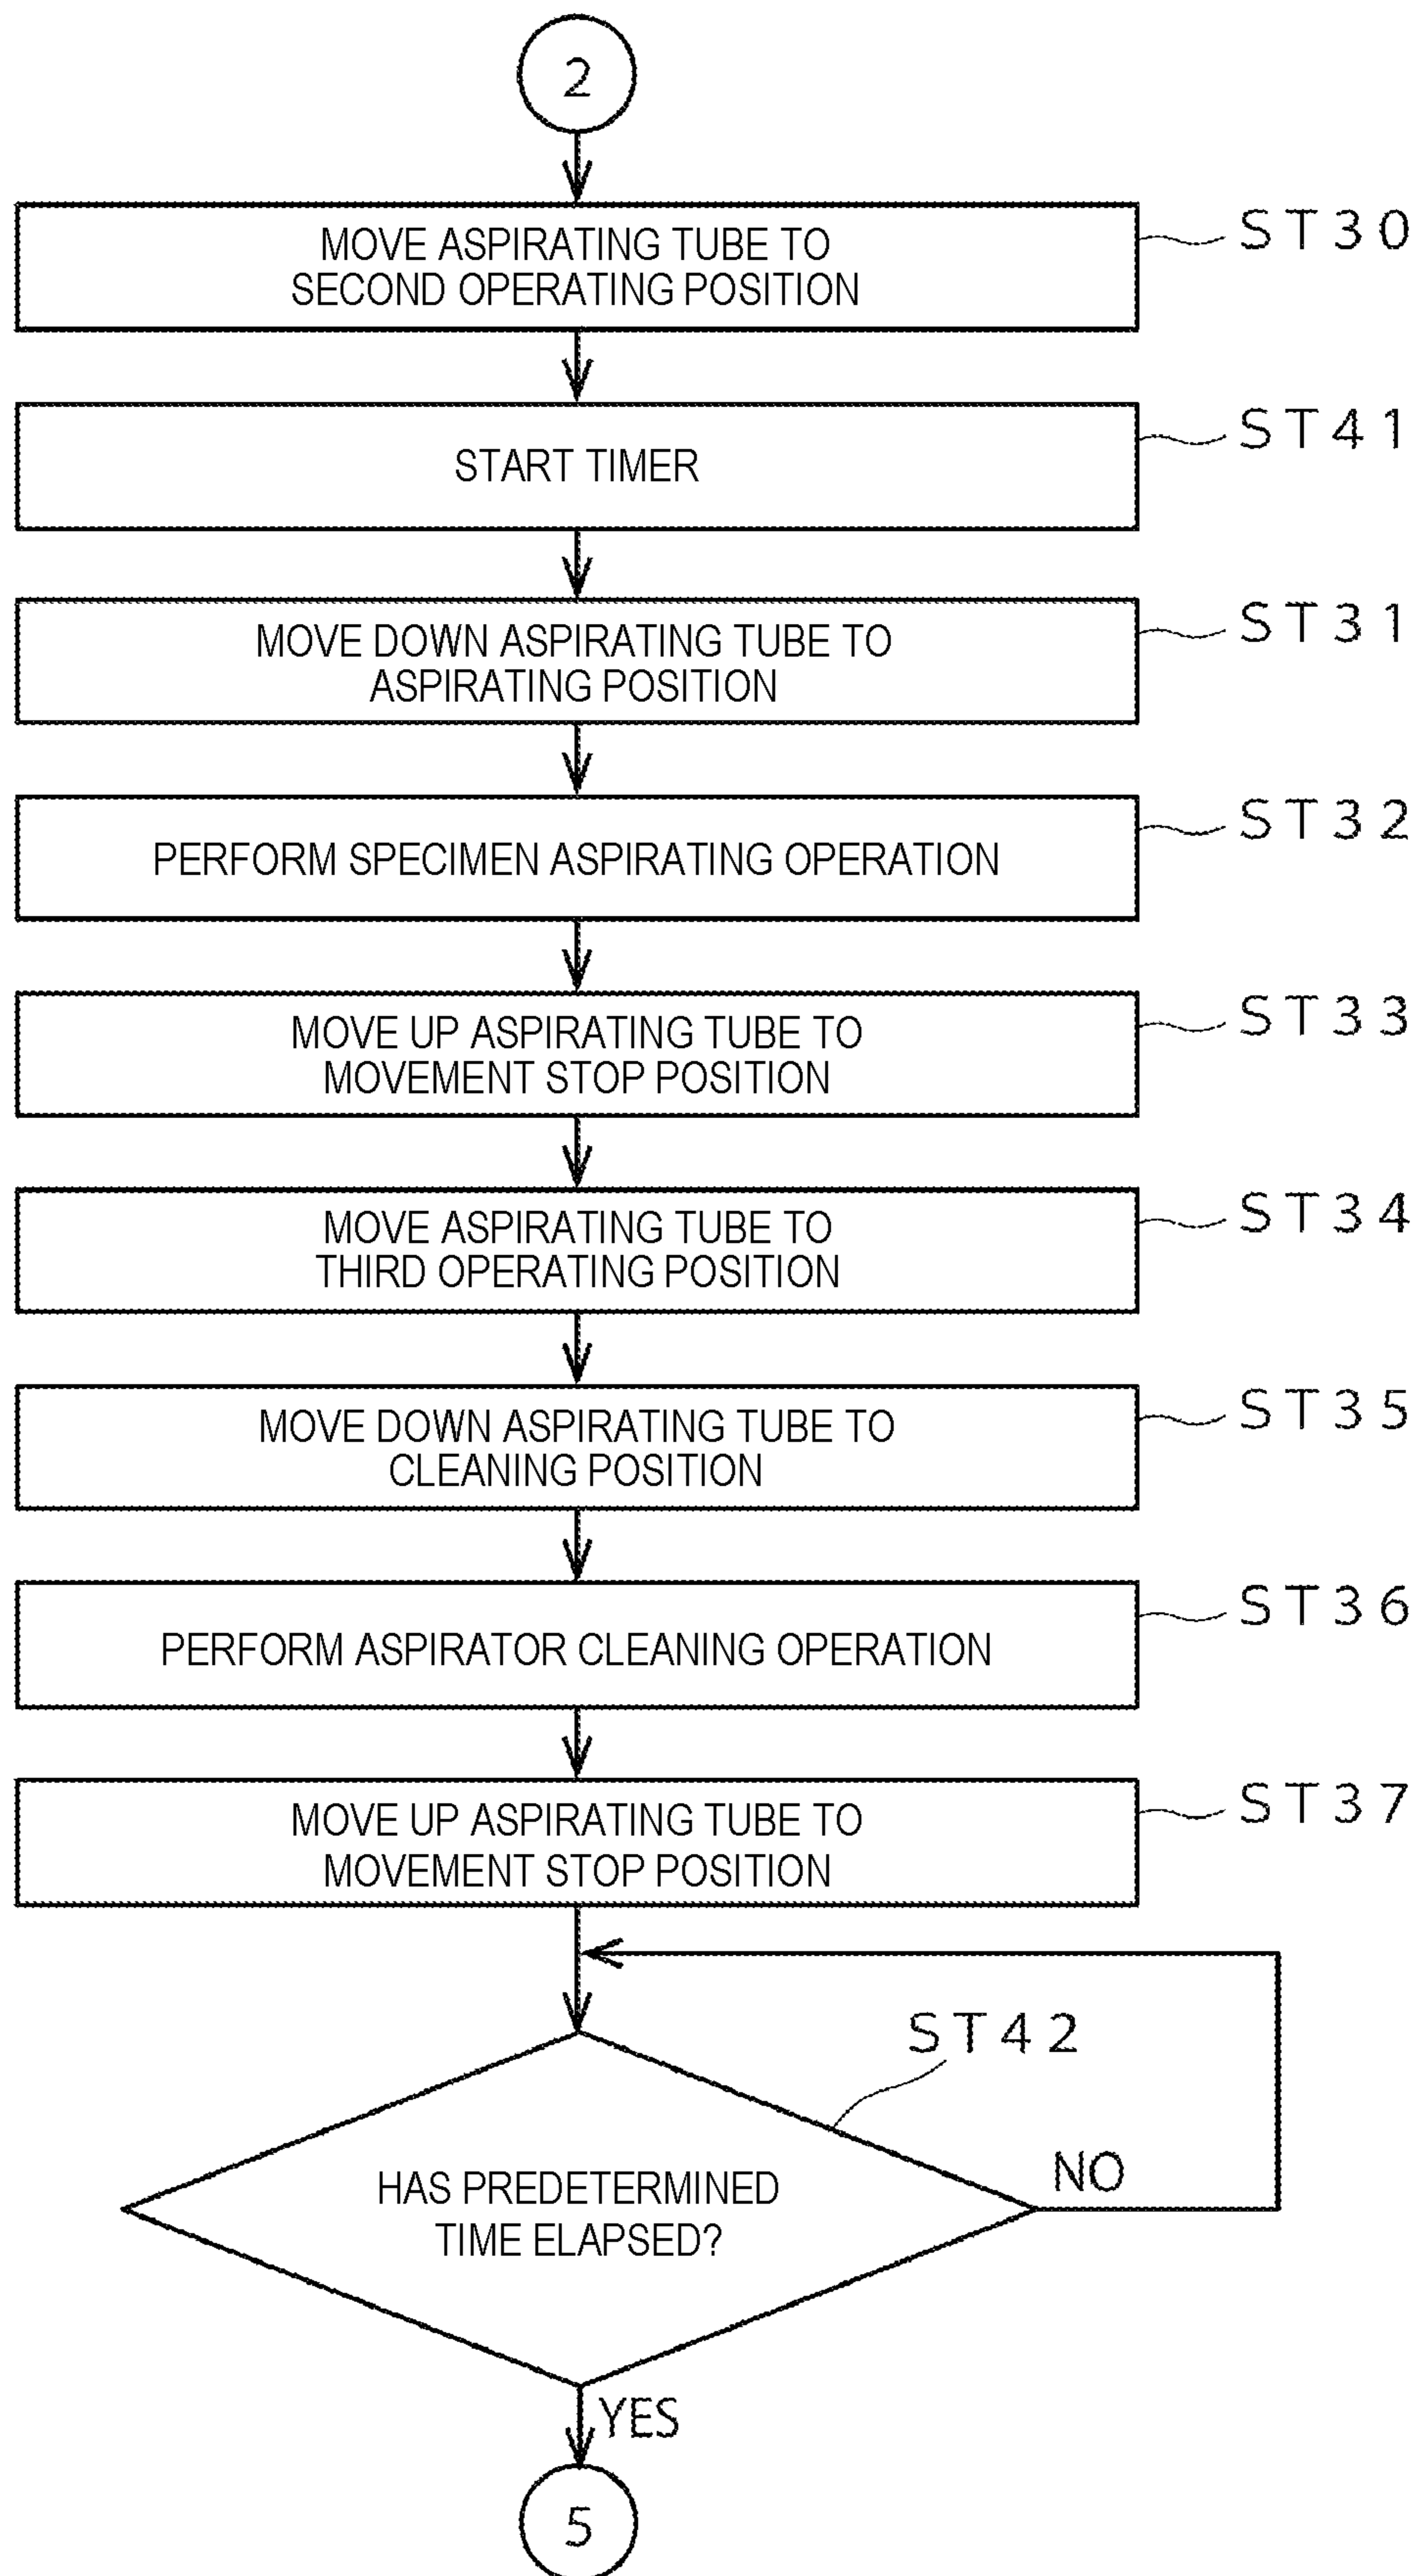 2
MOVE ASPIRATING TUBE TO
SECOND OPERATING POSITION
ST30
START TIMER
ST41
MOVE DOWN ASPIRATING TUBE TO
ASPIRATING POSITION
ST31
PERFORM SPECIMEN ASPIRATING OPERATION
ST32
MOVE UP ASPIRATING TUBE TO
MOVEMENT STOP POSITION
ST33
MOVE ASPIRATING TUBE TO
THIRD OPERATING POSITION
ST34
MOVE DOWN ASPIRATING TUBE TO
CLEANING POSITION
ST35
PERFORM ASPIRATOR CLEANING OPERATION
ST36
MOVE UP ASPIRATING TUBE TO
MOVEMENT STOP POSITION
ST37
ST42
HAS PREDETERMINED
TIME ELAPSED?
NO
YES
5